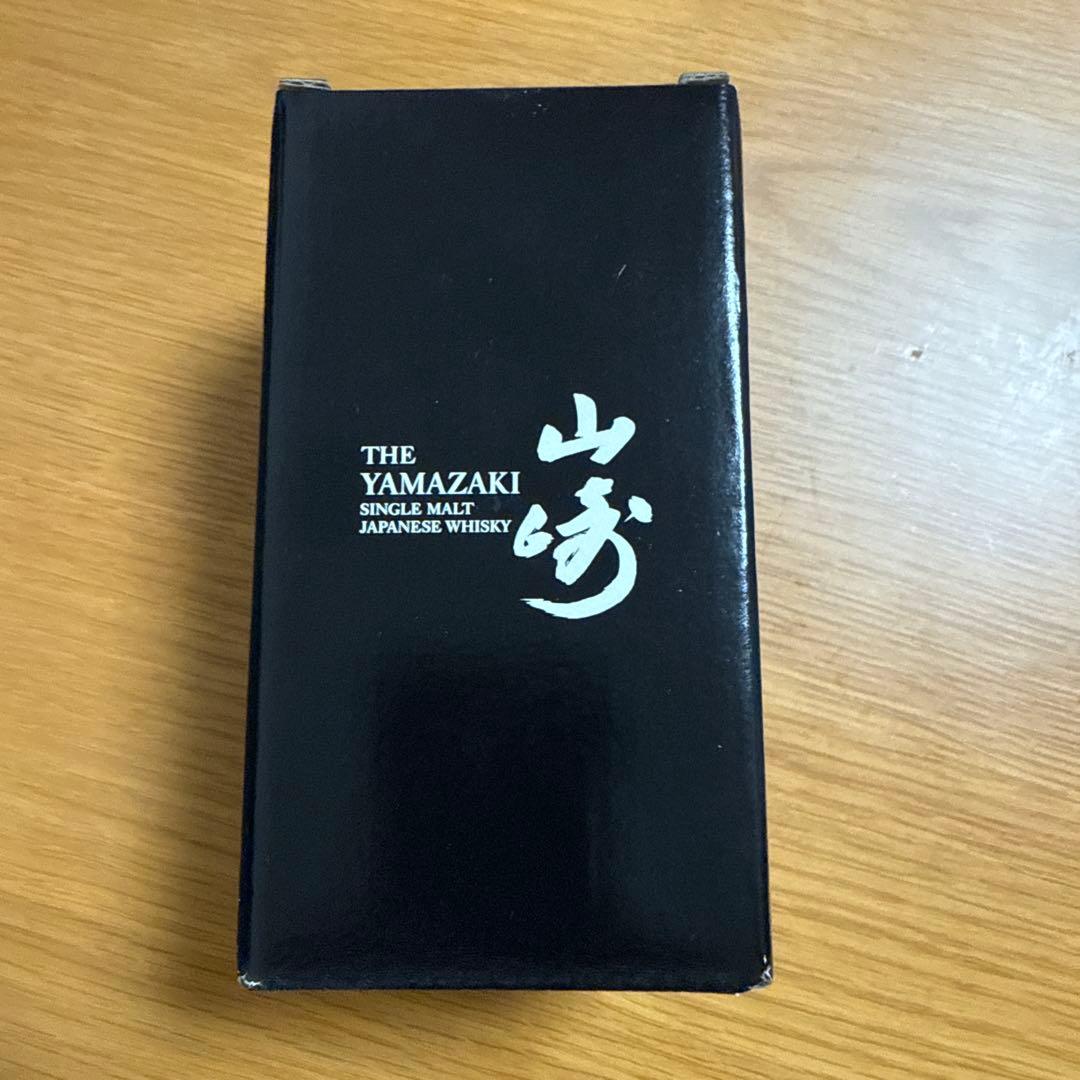 THE
YAMAZAKI
SINGLE MALT
JAPANESE WHISKY
山崎